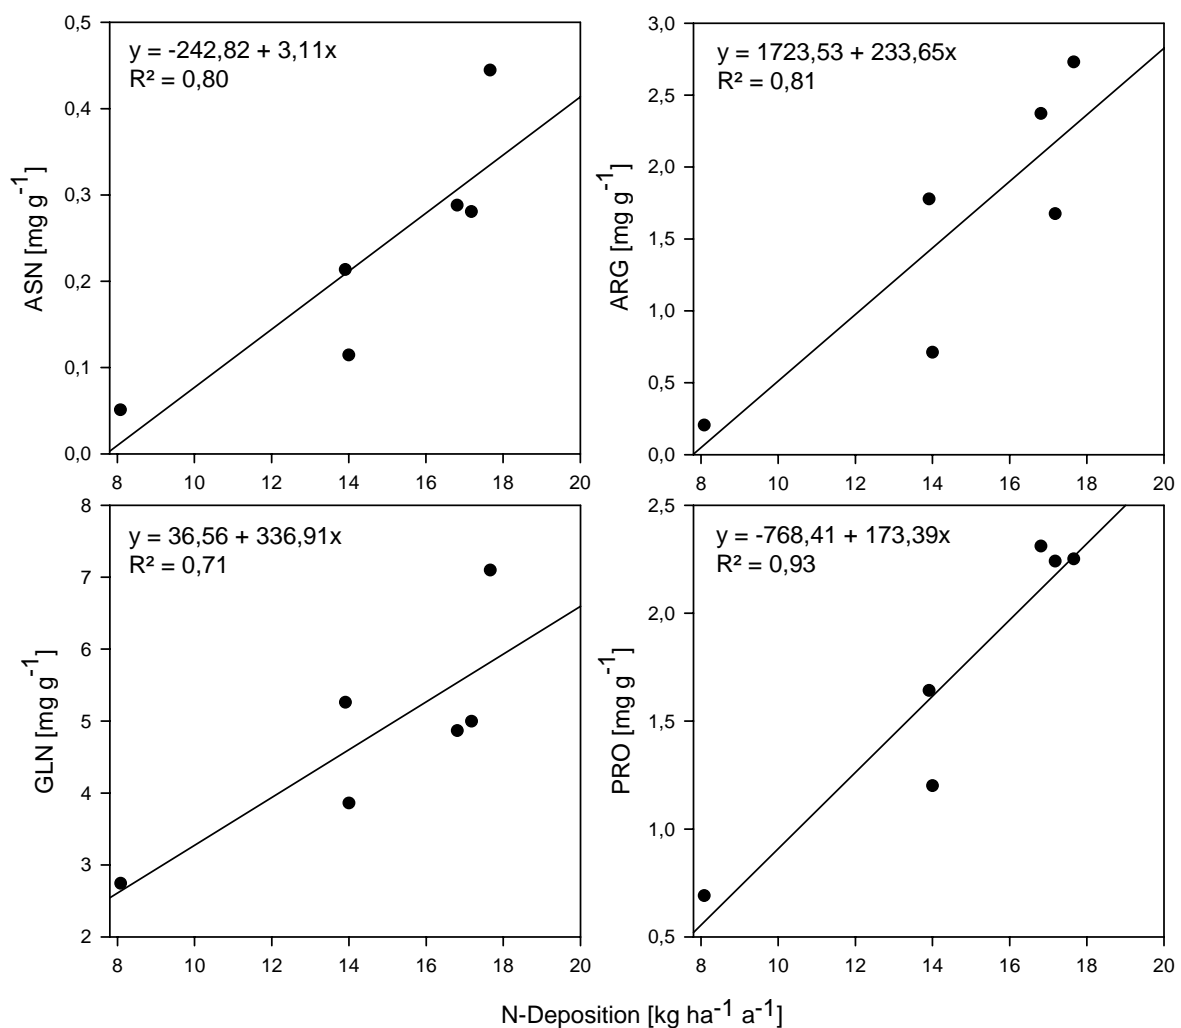 y = -242,82 + 3,11x
R² = 0,80
ASN [mg g-1]
0,5
0,4
0,3
0,2
0,1
0,0
8 10 12 14 16 18 20
y = 1723,53 + 233,65x
R² = 0,81
ARG [mg g-1]
3,0
2,5
2,0
1,5
1,0
0,5
0,0
8 10 12 14 16 18 20
y = 36,56 + 336,91x
R² = 0,71
GLN [mg g-1]
8
7
6
5
4
3
2
8 10 12 14 16 18 20
y = -768,41 + 173,39x
R² = 0,93
PRO [mg g-1]
2,5
2,0
1,5
1,0
0,5
8 10 12 14 16 18 20
N-Deposition [kg ha-1 a-1]